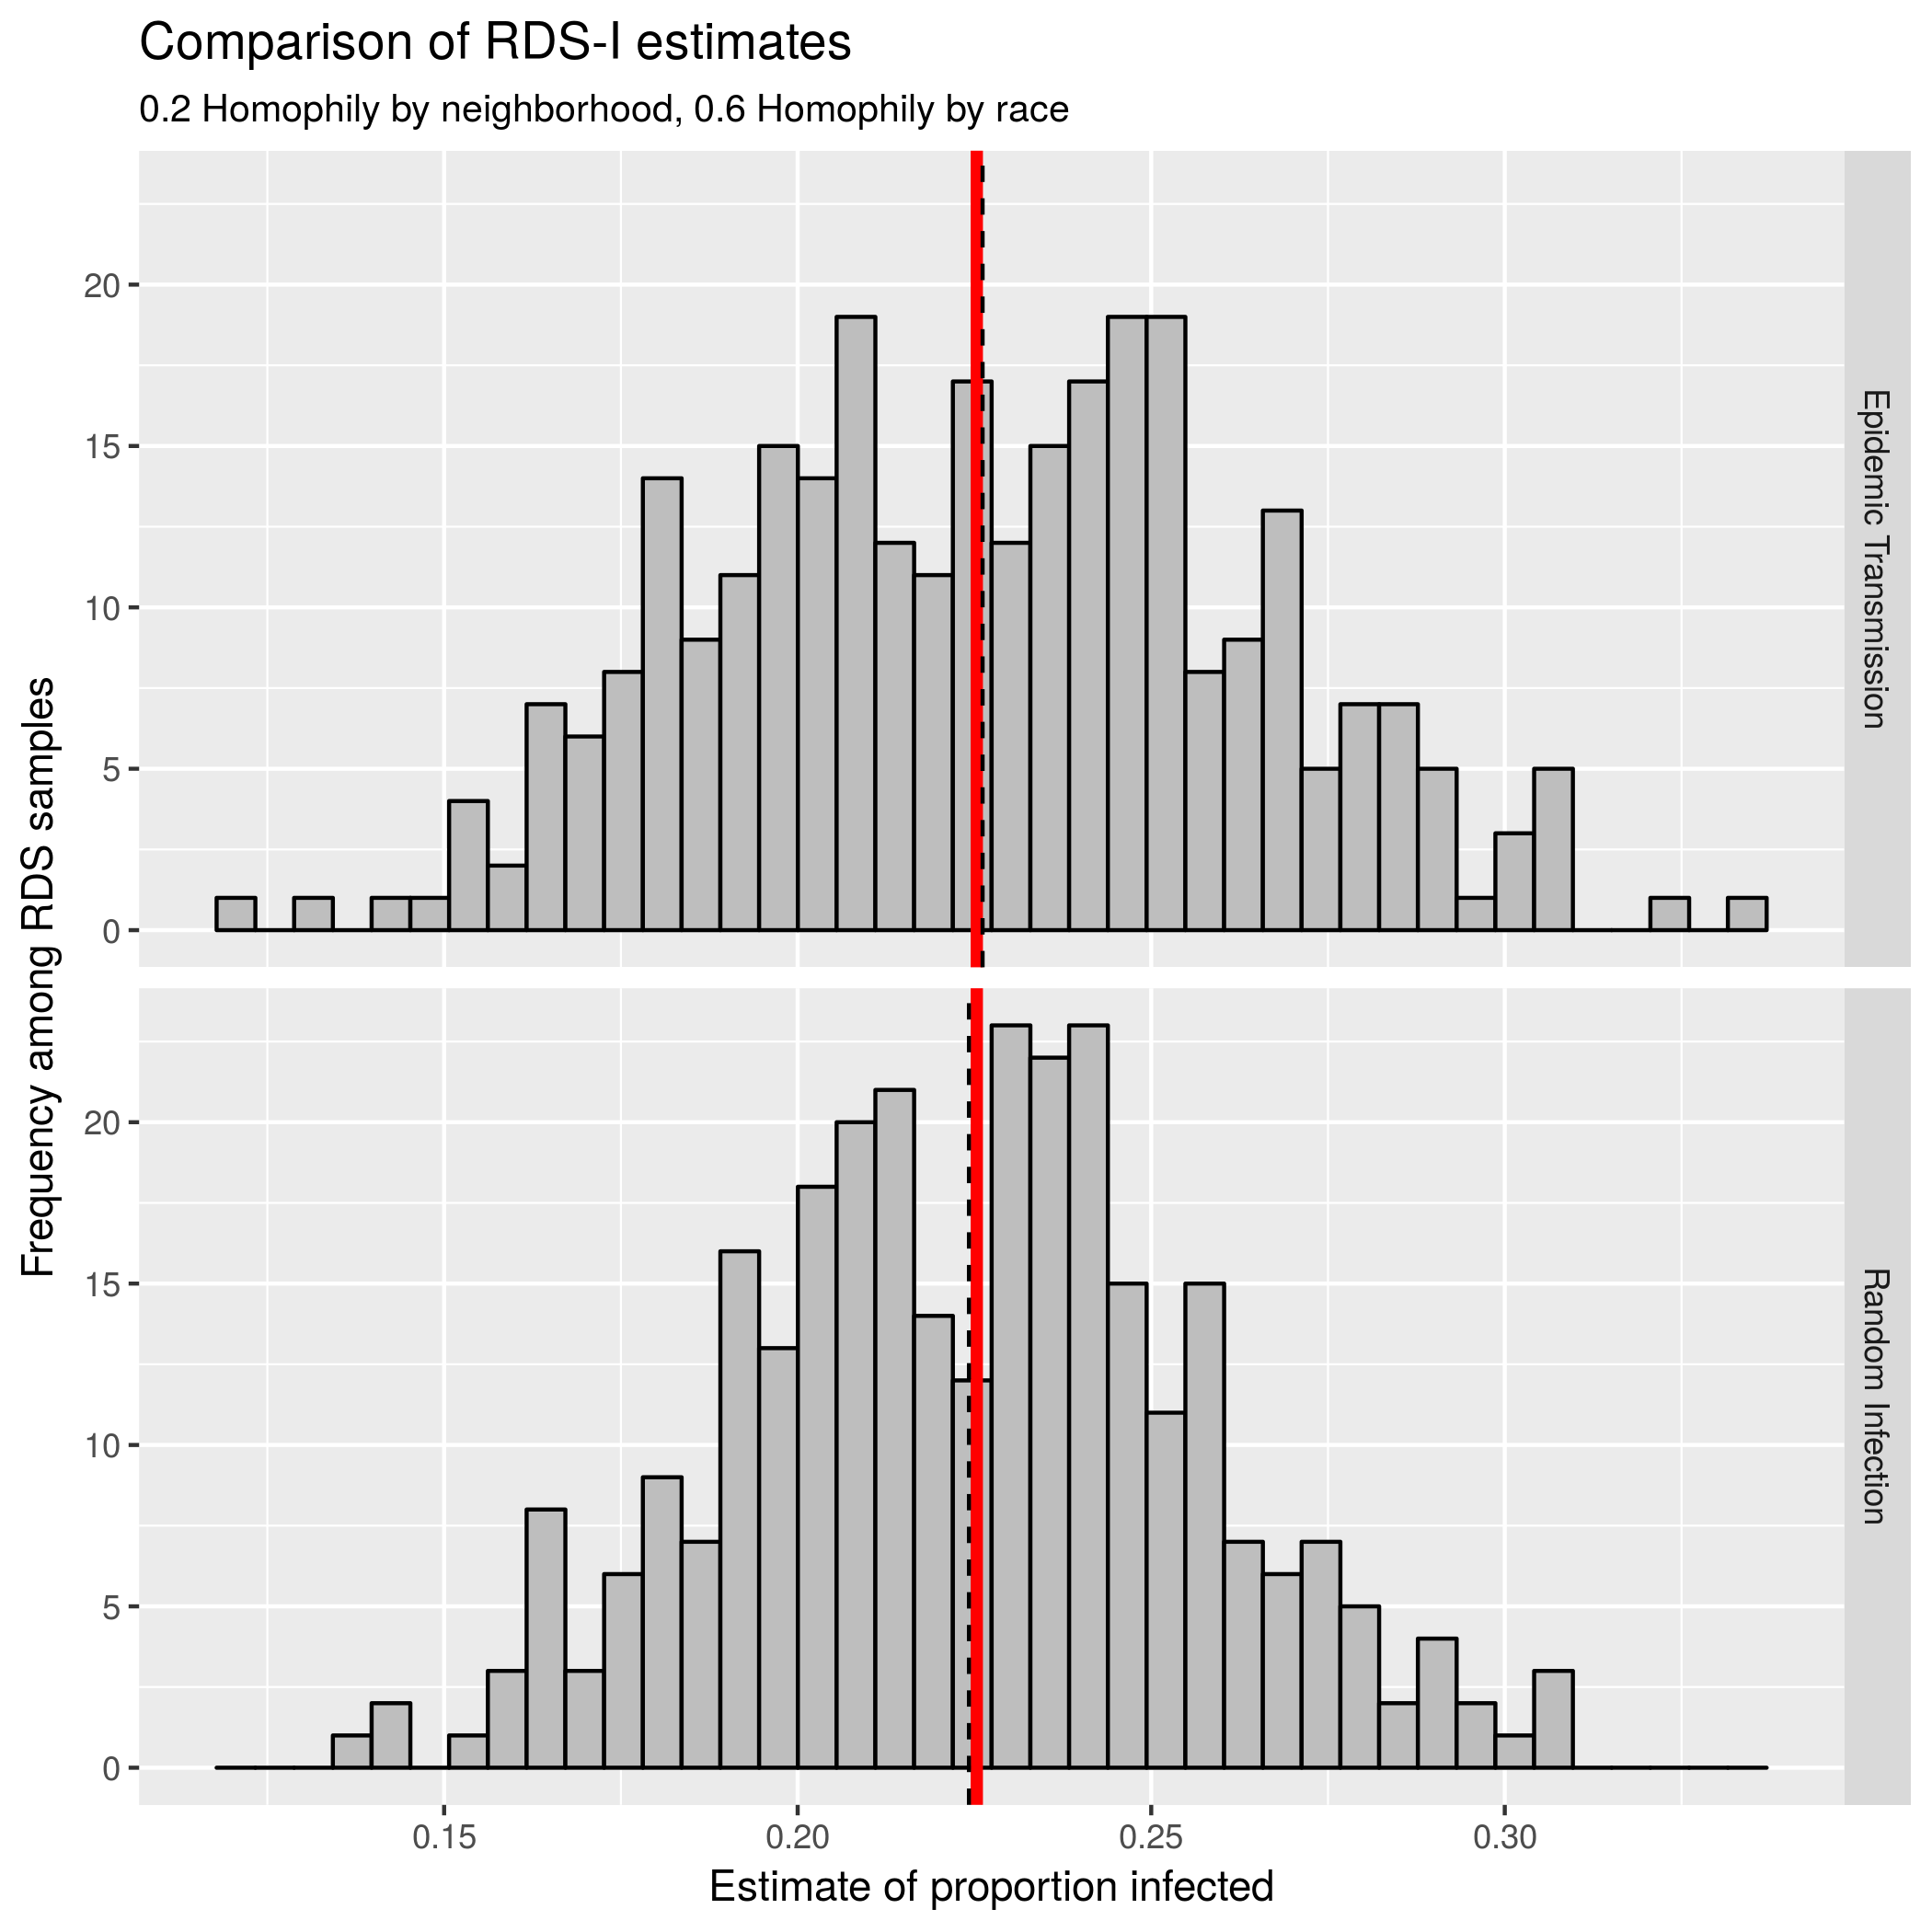 Comparison of RDS-I estimates
0.2 Homophily by neighborhood, 0.6 Homophily by race
Frequency among RDS samples
20
15
10
5
0
Epidemic Transmission
20
15
10
5
0
Random Infection
0.15 0.20 0.25 0.30
Estimate of proportion infected